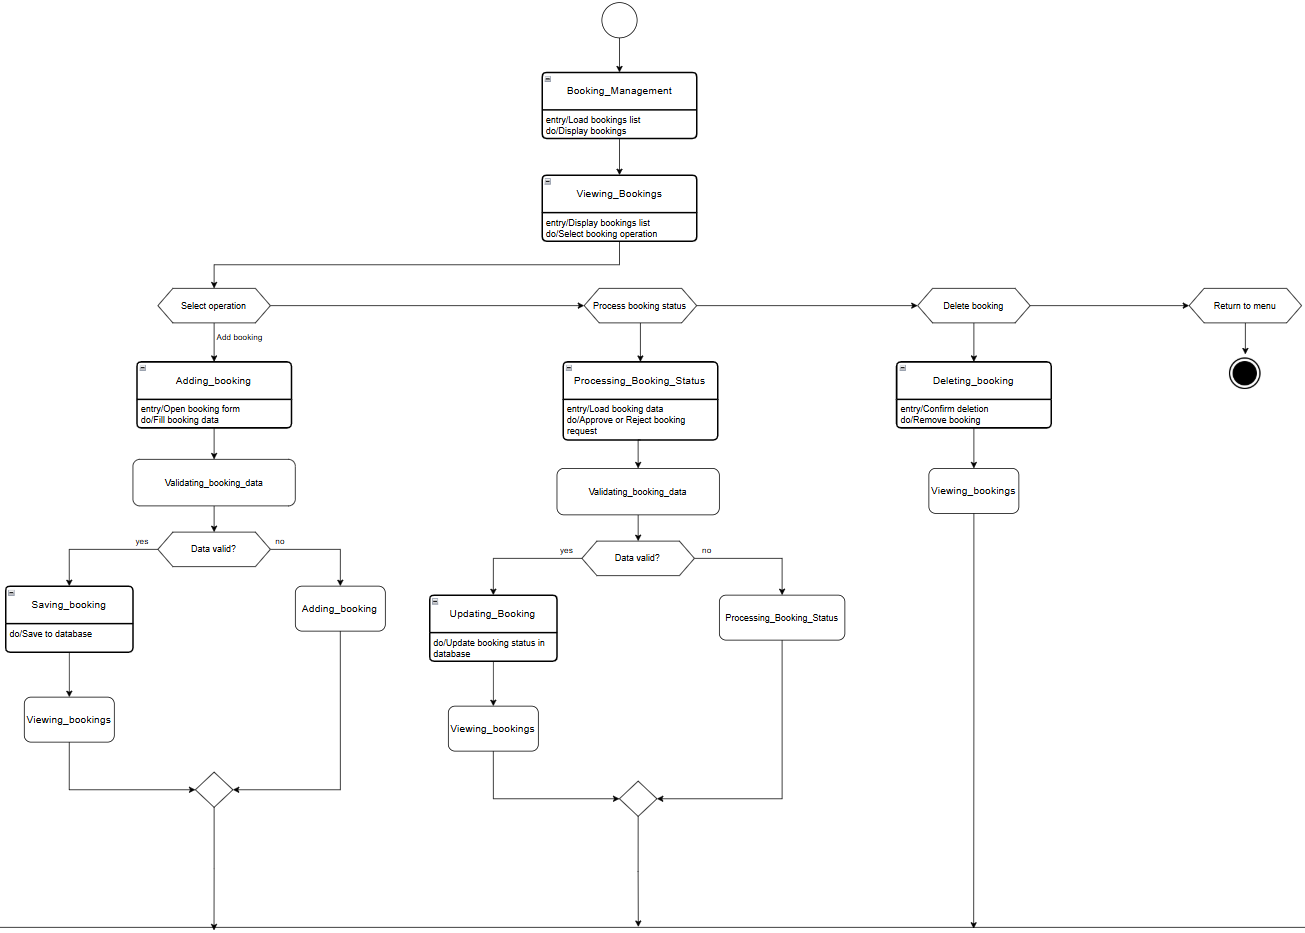 Booking_Management
entry/Load bookings list
do/Display bookings
Viewing_Bookings
entry/Display bookings list
do/Select booking operation
Select operation
Process booking status
Delete booking
Return to menu
Add booking
Adding_booking
entry/Open booking form
do/Fill booking data
Processing_Booking_Status
entry/Load booking data
do/Approve or Reject booking
request
Deleting_booking
entry/Confirm deletion
do/Remove booking
Validating_booking_data
Validating_booking_data
Viewing_bookings
yes
Data valid?
no
yes
Data valid?
no
Saving_booking
do/Save to database
Adding_booking
Updating_Booking
do/Update booking status in
database
Processing_Booking_Status
Viewing_bookings
Viewing_bookings